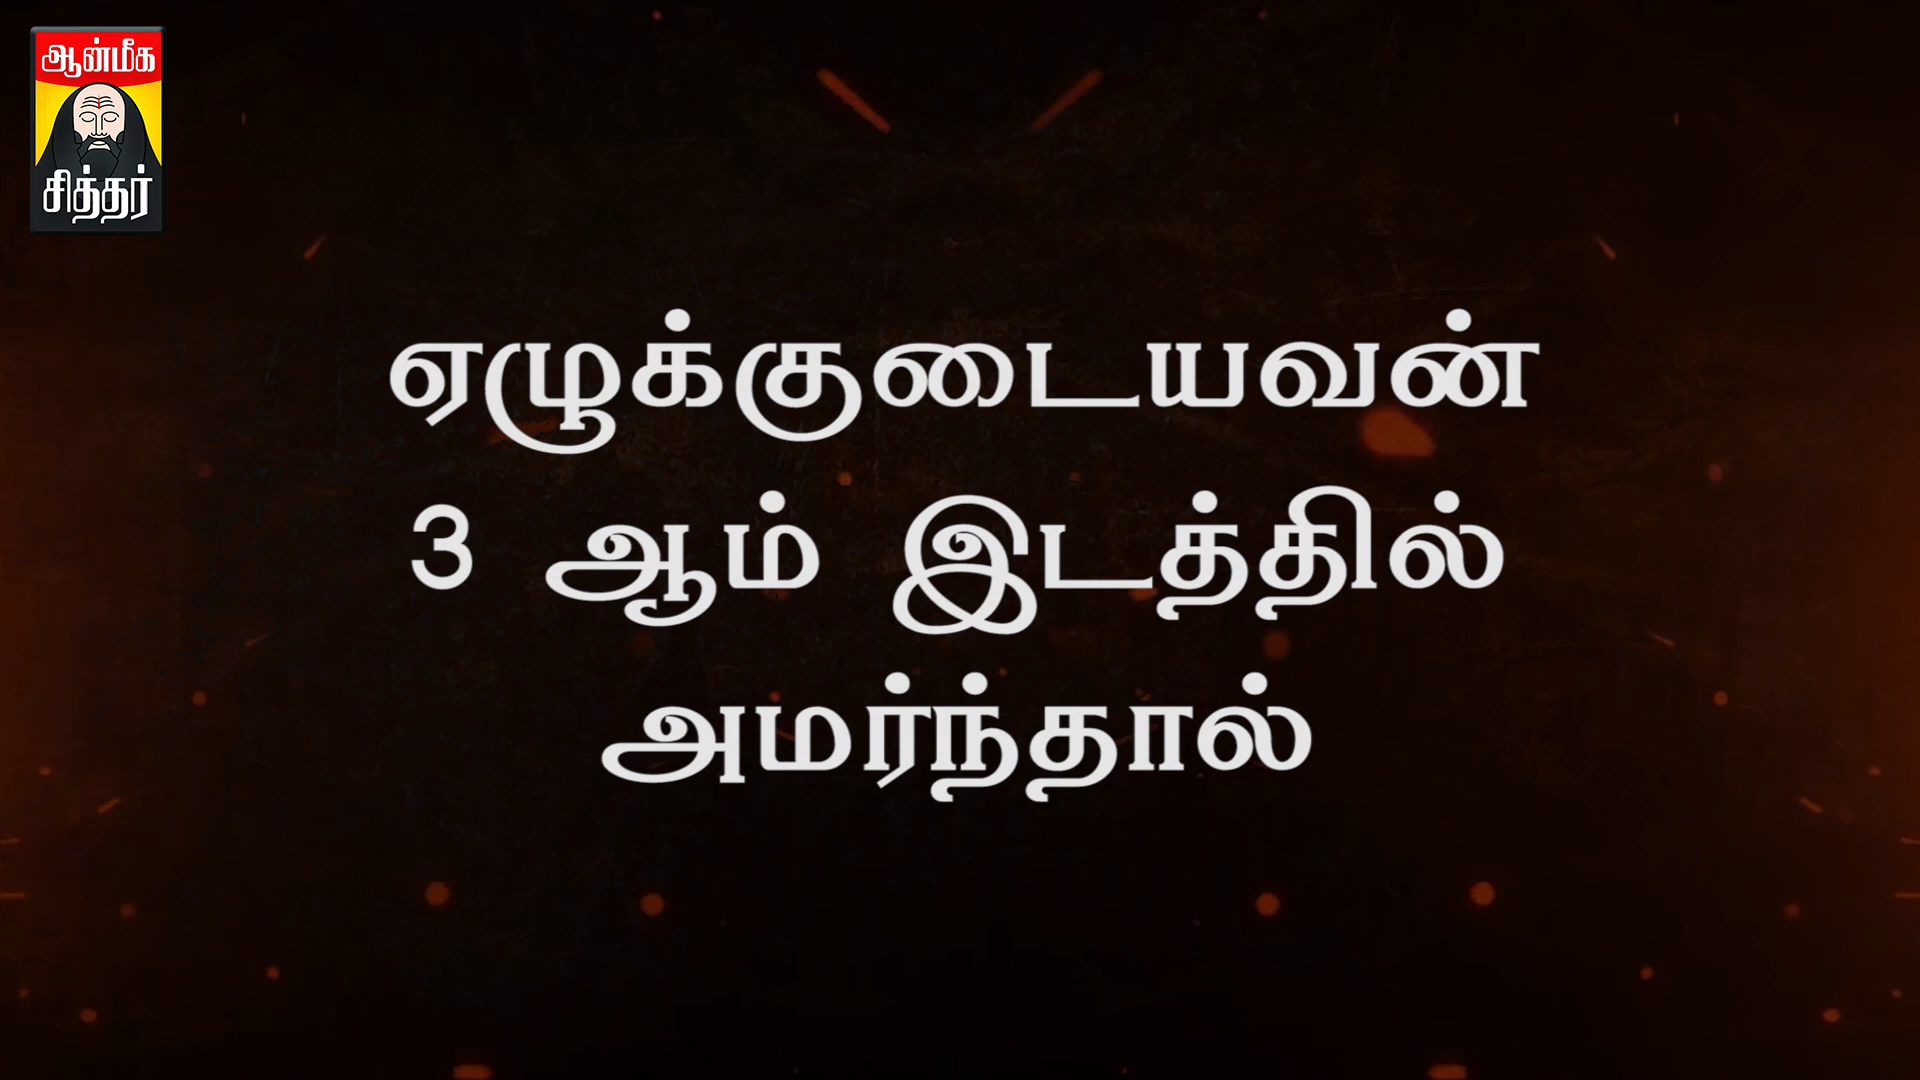 ஆன்மீக
சித்தர்
ஏழுக்குடையவன்
3 ஆம் இடத்தில்
அமர்ந்தால்